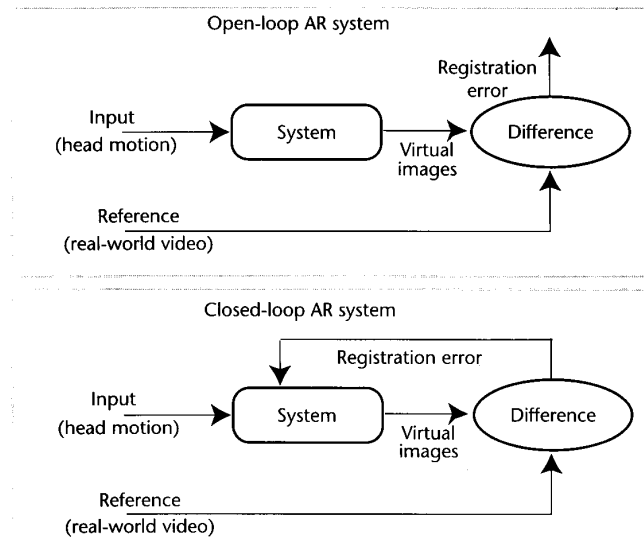 Open-loop AR system
Registration
error
Input
(head motion)
System
Virtual
images
Difference
Reference
(real-world video)
Closed-loop AR system
Registration error
Input
(head motion)
System
Virtual
images
Difference
Reference
(real-world video)